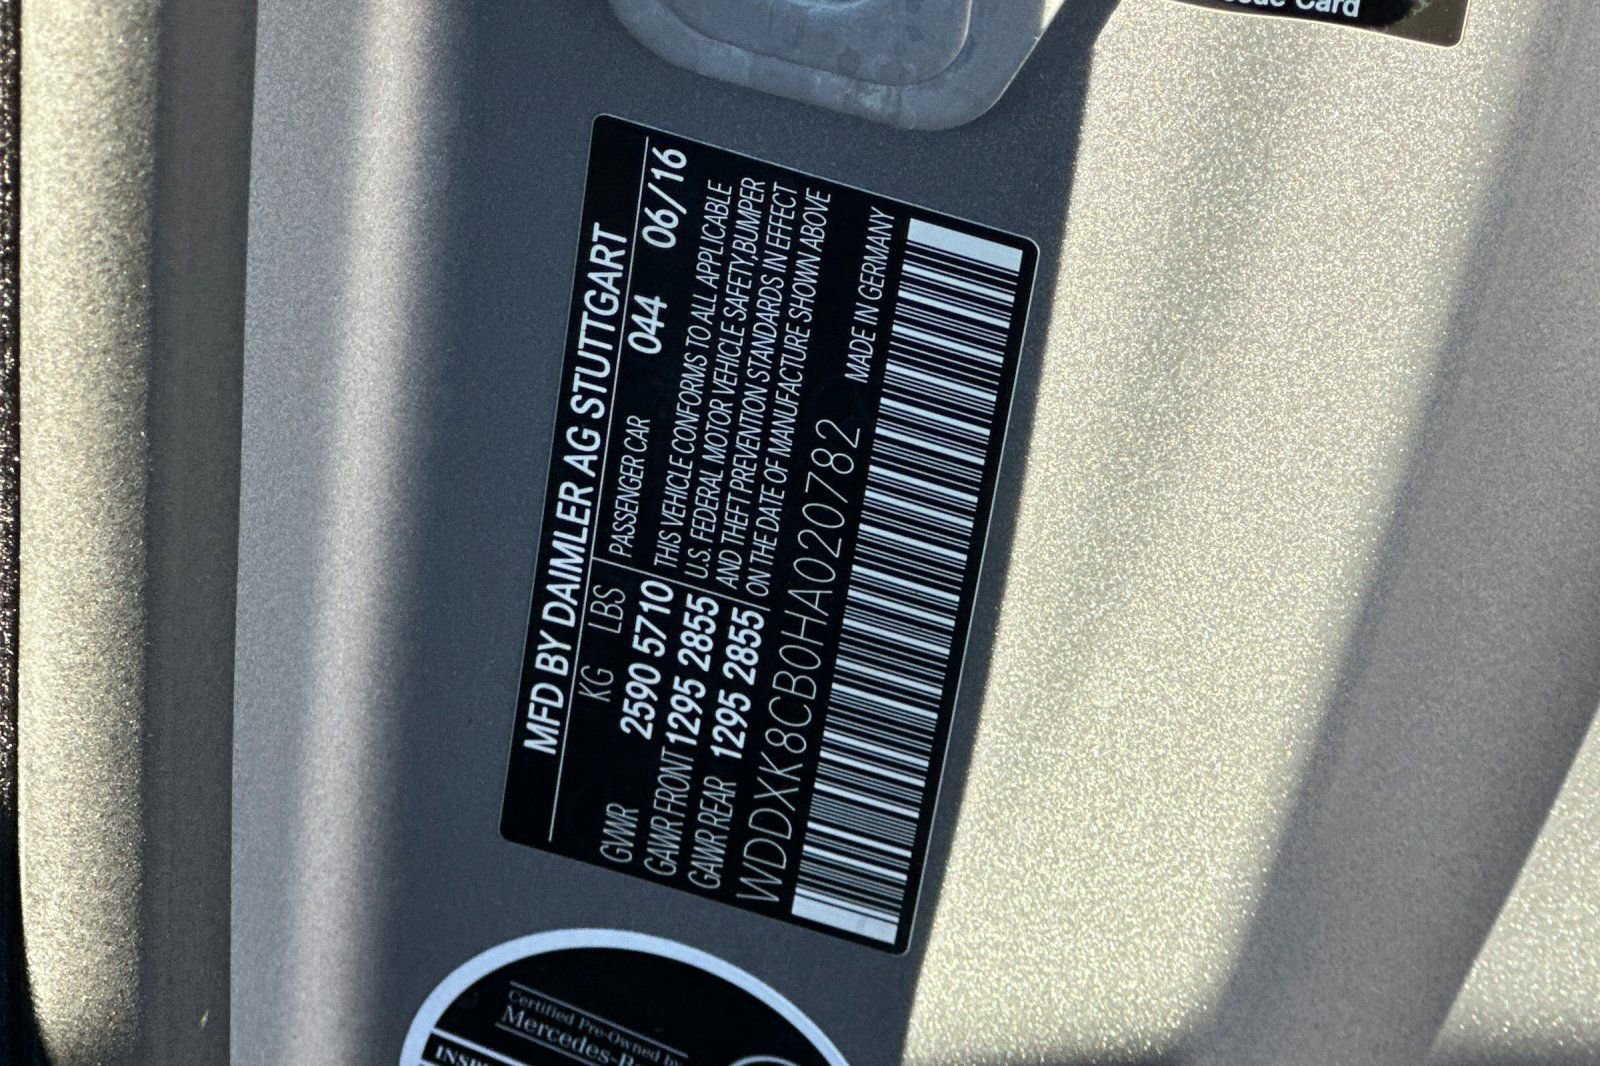 Card
MFD BY DAIMLER AG STUTTGART
KG LBS PASSENGER CAR 044 06/16
GVWR 2590 5710
GAWR FRONT 1295 2855
GAWR REAR 1295 2855
THIS VEHICLE CONFORMS TO ALL APPLICABLE
U.S. FEDERAL MOTOR VEHICLE SAFETY,BUMPER
AND THEFT PREVENTION STANDARDS IN EFFECT
ON THE DATE OF MANUFACTURE SHOWN ABOVE
WDDXK8CB0HA020782 MADE IN GERMANY
Certified Pre-Owned by
Mercedes-B
INSP